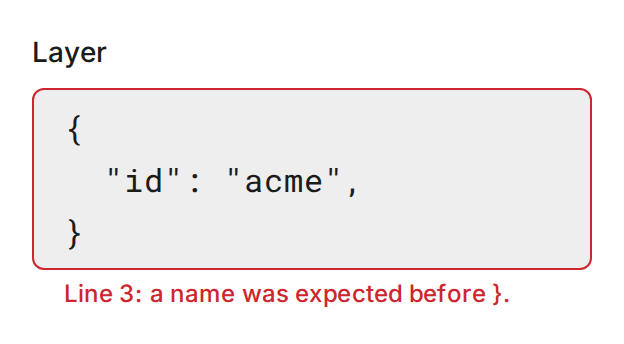 Layer
{
  "id": "acme",
}
Line 3: a name was expected before }.